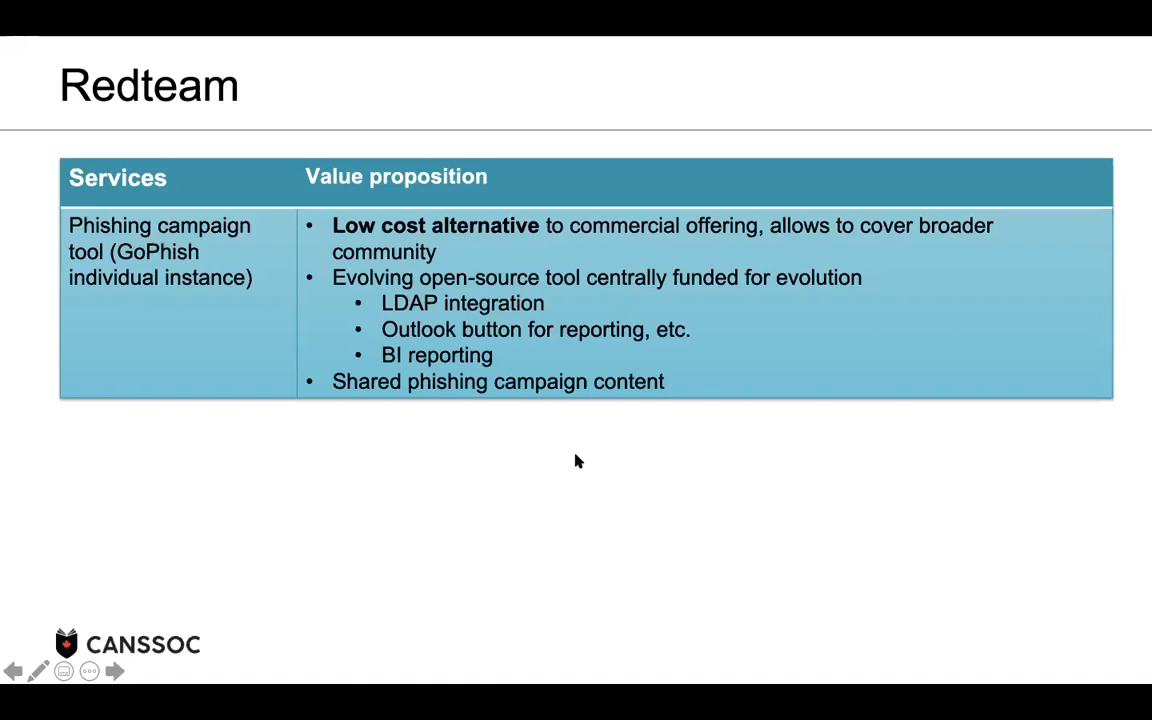 Redteam
Services
Value proposition
Phishing campaign
tool (GoPhish
individual instance)
• Low cost alternative to commercial offering, allows to cover broader
community
• Evolving open-source tool centrally funded for evolution
• LDAP integration
• Outlook button for reporting, etc.
• BI reporting
• Shared phishing campaign content
CANSSOC